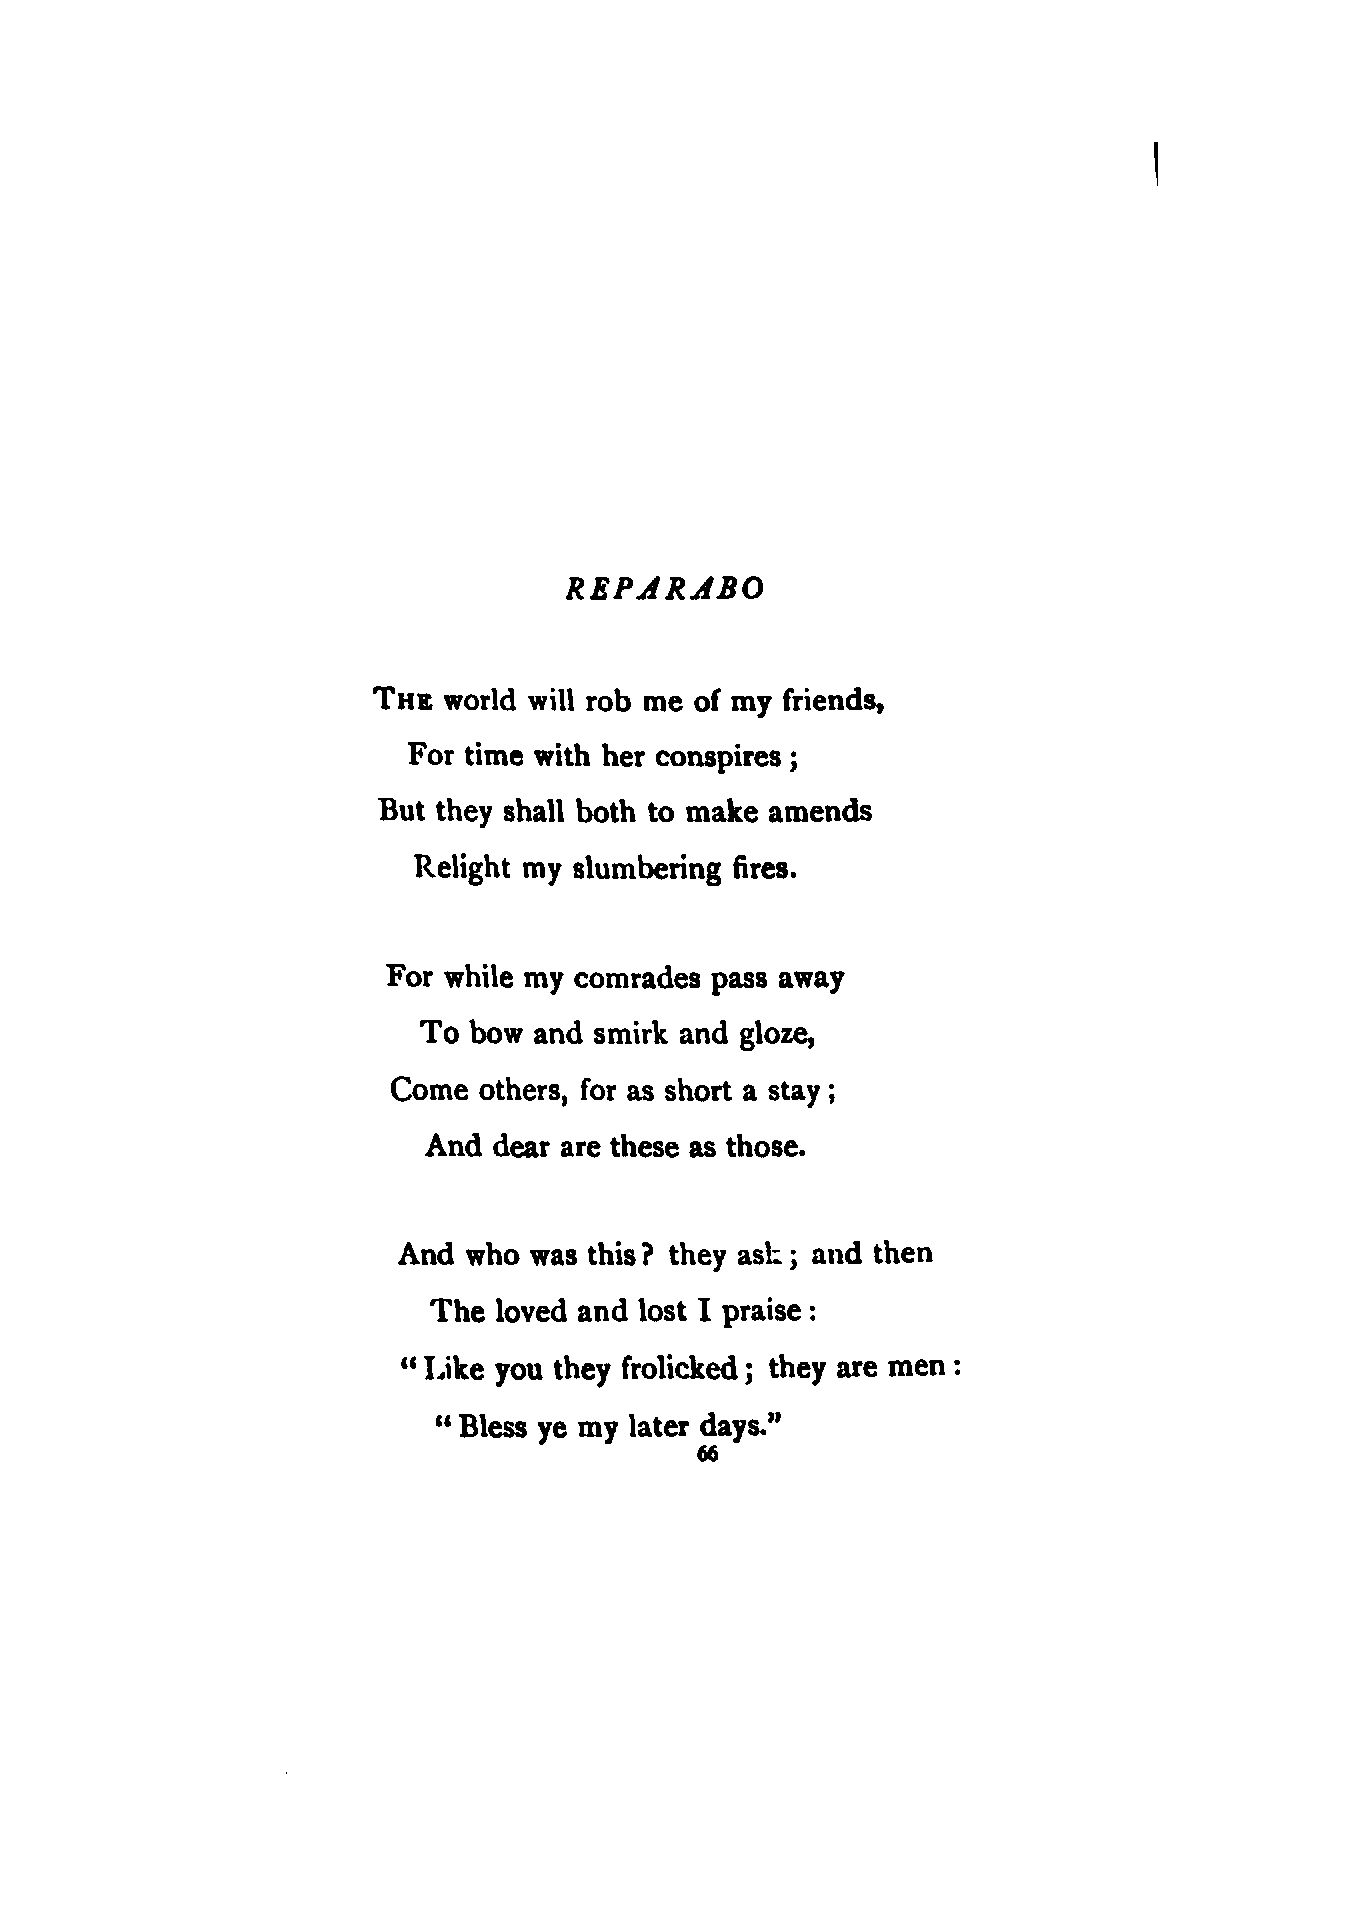 REPARABO
THE world will rob me of my friends,
For time with her conspires ;
But they shall both to make amends
Relight my slumbering fires.
For while my comrades pass away
To bow and smirk and gloze,
Come others, for as short a stay ;
And dear are these as those.
And who was this ? they ask ; and then
The loved and lost I praise :
“ Like you they frolicked ; they are men :
“ Bless ye my later days.”
66